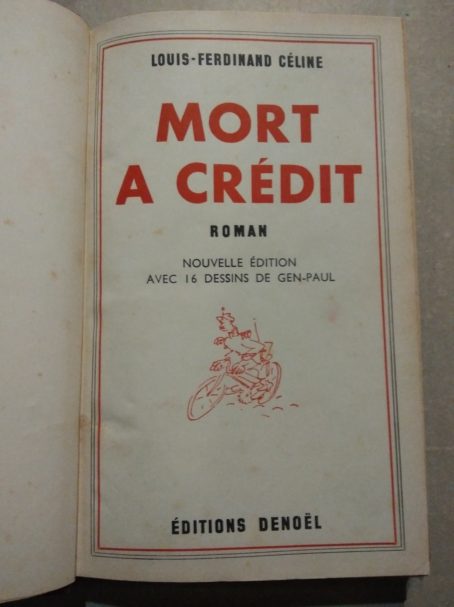 LOUIS-FERDINAND CÉLINE
MORT
A CRÉDIT
ROMAN
NOUVELLE ÉDITION
AVEC 16 DESSINS DE GEN-PAUL
ÉDITIONS DENOËL